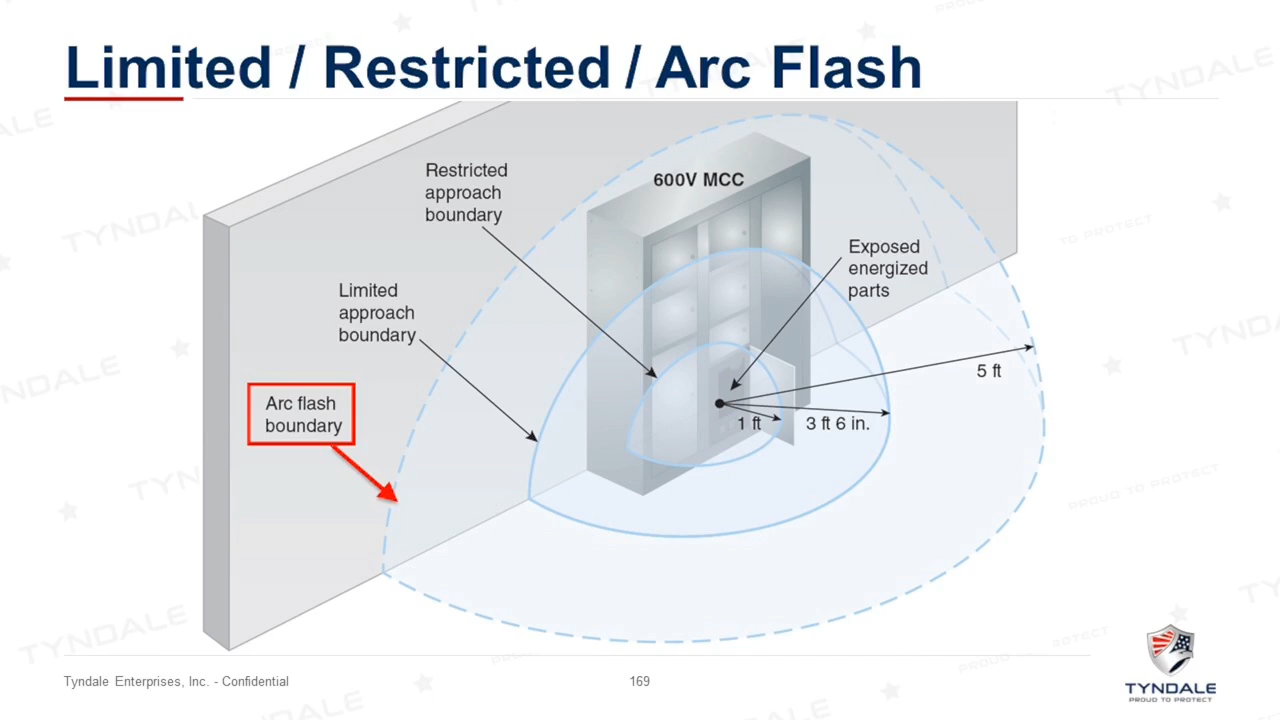 Limited / Restricted / Arc Flash
Restricted
approach
boundary
600V MCC
Exposed
energized
parts
Limited
approach
boundary
5 ft
Arc flash
boundary
1 ft
3 ft 6 in.
Tyndale Enterprises, Inc. - Confidential
169
TYNDALE
PROUD TO PROTECT